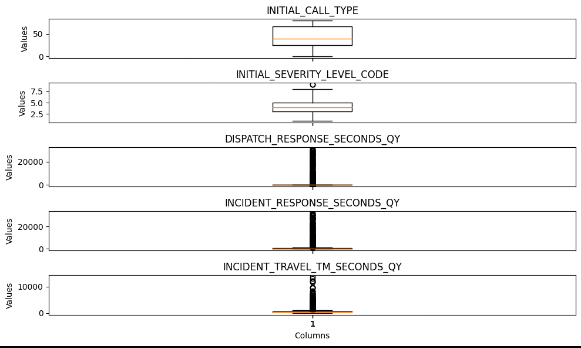 INITIAL_CALL_TYPE
50
0
Values
INITIAL_SEVERITY_LEVEL_CODE
7.5
5.0
2.5
Values
DISPATCH_RESPONSE_SECONDS_QY
20000
0
Values
INCIDENT_RESPONSE_SECONDS_QY
20000
0
Values
INCIDENT_TRAVEL_TM_SECONDS_QY
10000
0
Values
1
Columns